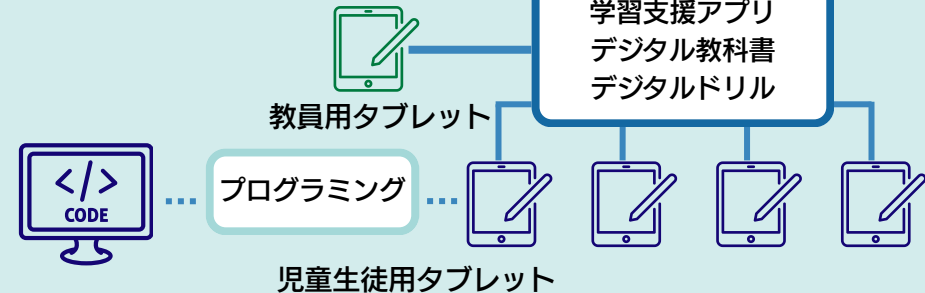 学習支援アプリ
デジタル教科書
デジタルドリル
教員用タブレット
</>
CODE
プログラミング
児童生徒用タブレット